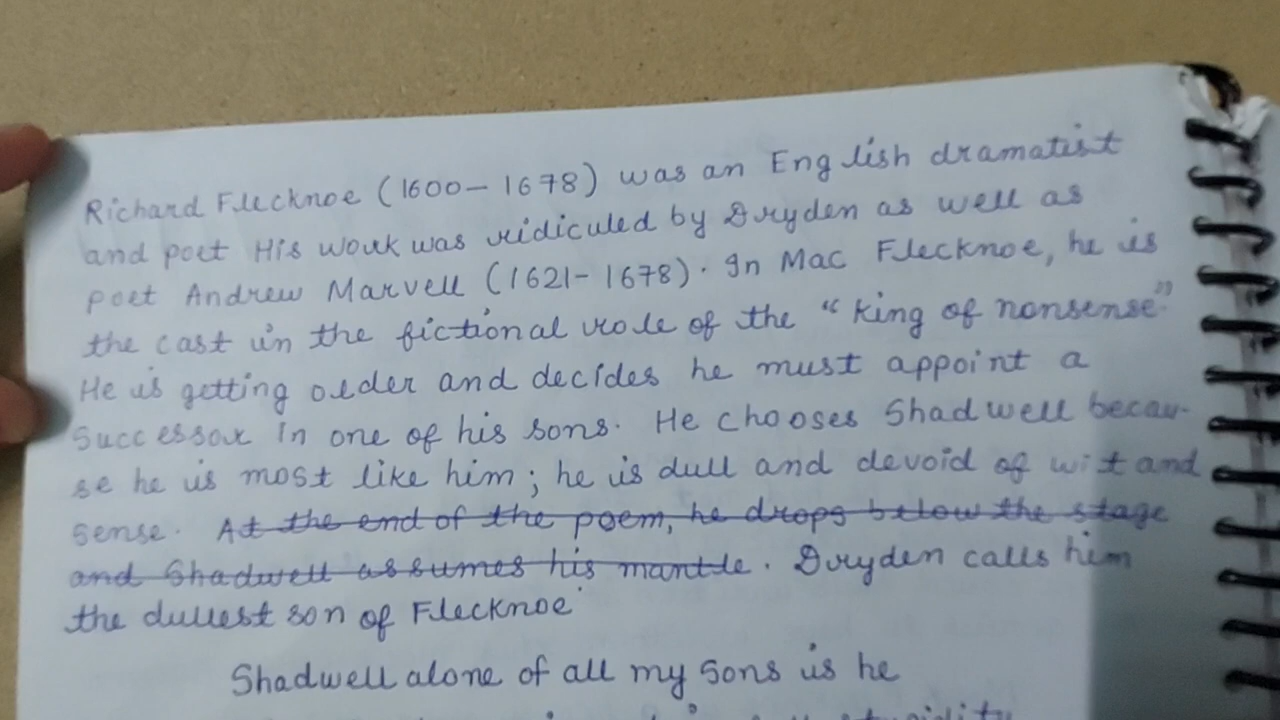 Richard Flecknoe (1600– 1678) was an English dramatist
and poet His work was ridiculed by Dryden as well as
poet Andrew Marvell (1621- 1678). In Mac Flecknoe, he is
the cast in the fictional role of the "king of nonsense"
He is getting older and decides he must appoint a
Successor In one of his sons. He chooses Shadwell becau-
se he is most like him; he is dull and devoid of wit and
sense. At the end of the poem, he drops below the stage
and Shadwell assumes his mantle. Dryden calls him
the dullest son of Flecknoe
Shadwell alone of all my sons is he
stupidity